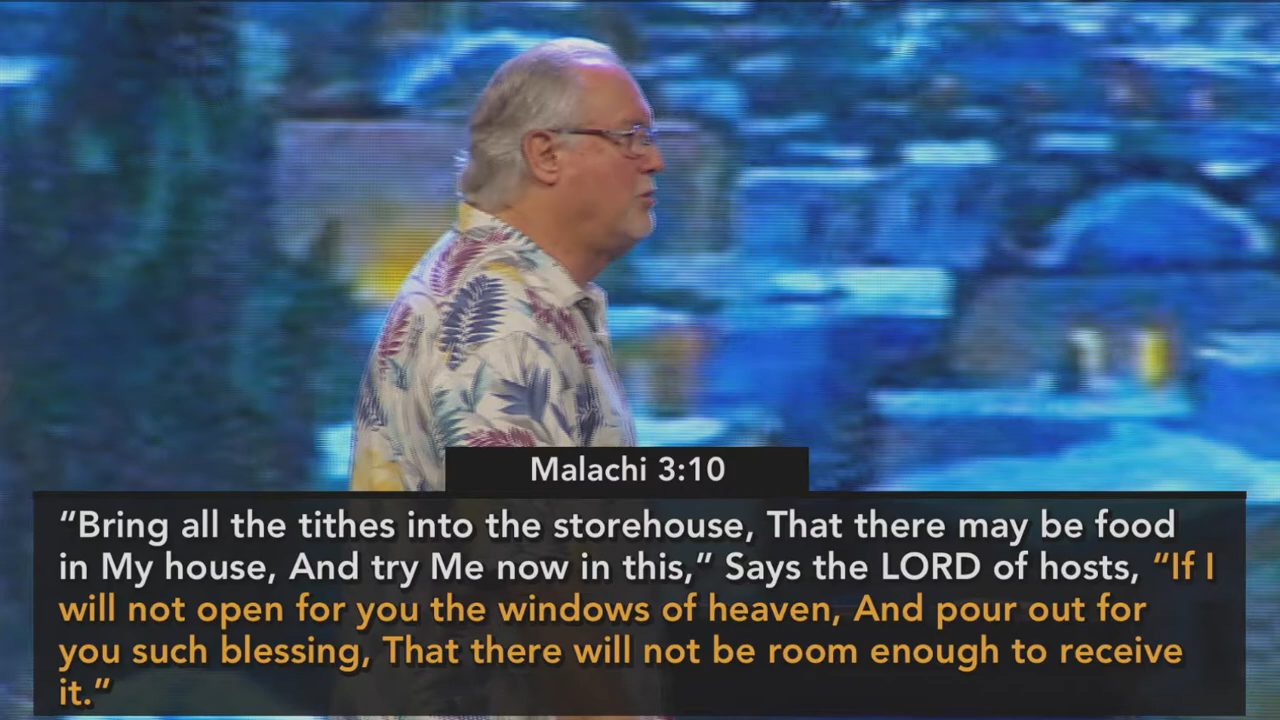 Malachi 3:10
“Bring all the tithes into the storehouse, That there may be food
in My house, And try Me now in this,” Says the LORD of hosts, “If I
will not open for you the windows of heaven, And pour out for
you such blessing, That there will not be room enough to receive
it.”